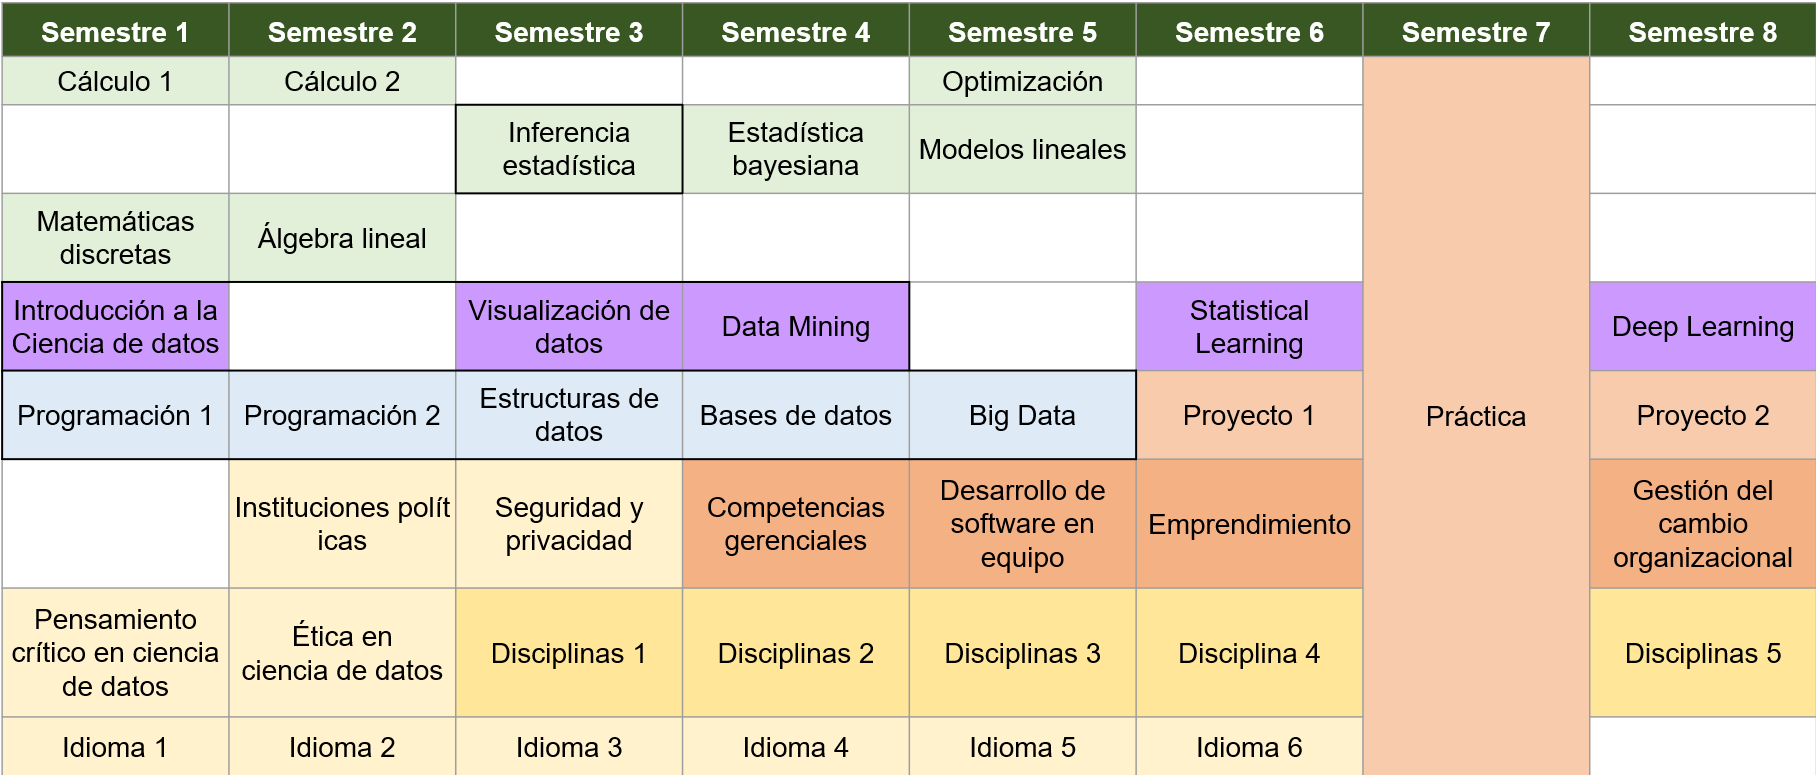 Semestre 1 Semestre 2 Semestre 3 Semestre 4 Semestre 5 Semestre 6 Semestre 7 Semestre 8
Cálculo 1
Cálculo 2
Optimización
Inferencia
estadística
Estadística
bayesiana
Modelos lineales
Matemáticas
discretas
Álgebra lineal
Introducción a la
Ciencia de datos
Visualización de
datos
Data Mining
Statistical
Learning
Deep Learning
Programación 1
Programación 2
Estructuras de
datos
Bases de datos
Big Data
Proyecto 1
Práctica
Proyecto 2
Instituciones polít
icas
Seguridad y
privacidad
Competencias
gerenciales
Desarrollo de
software en
equipo
Emprendimiento
Gestión del
cambio
organizacional
Pensamiento
crítico en ciencia
de datos
Ética en
ciencia de datos
Disciplinas 1
Disciplinas 2
Disciplinas 3
Disciplina 4
Disciplinas 5
Idioma 1
Idioma 2
Idioma 3
Idioma 4
Idioma 5
Idioma 6